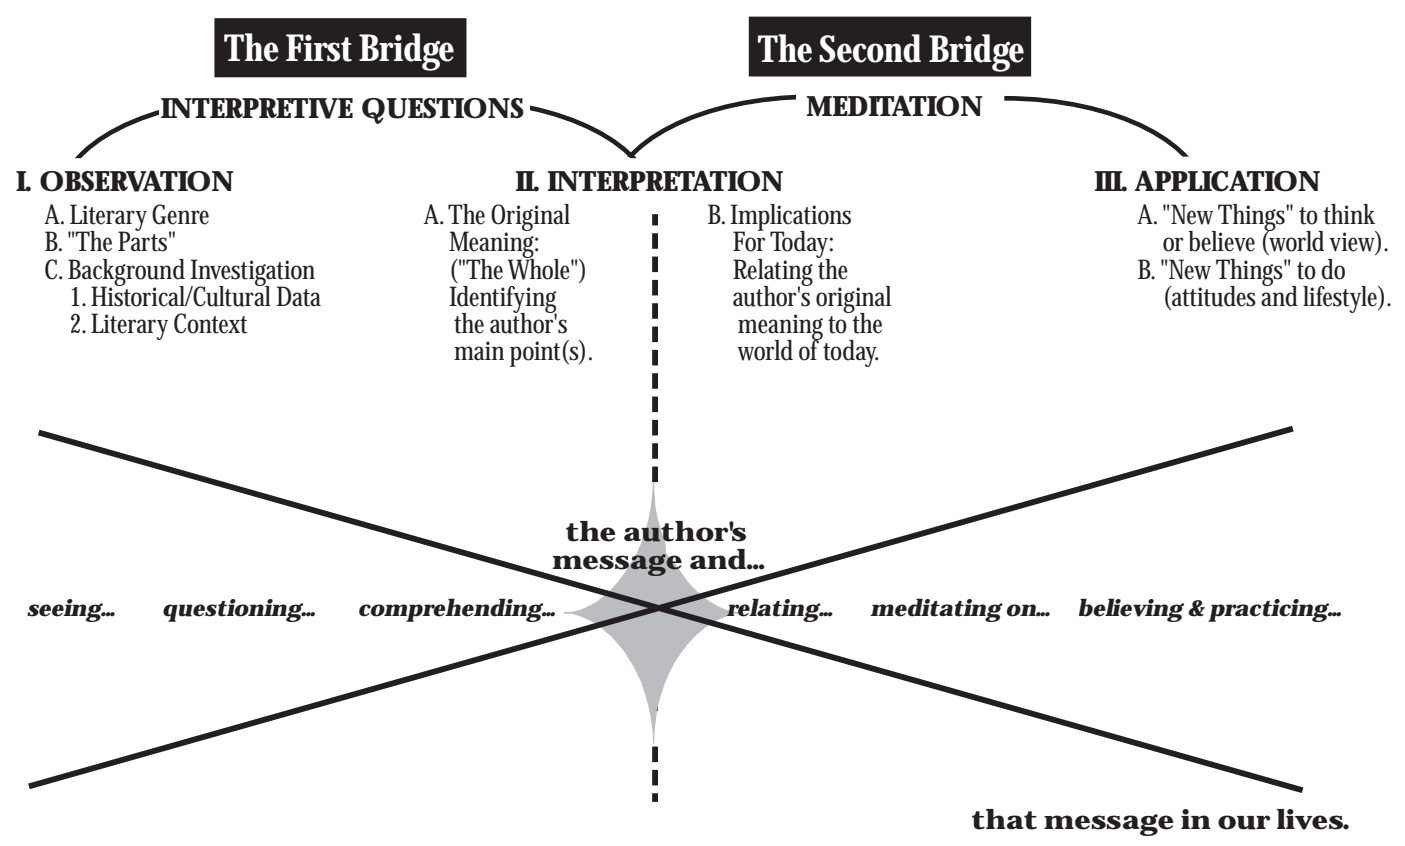 The First Bridge
The Second Bridge
INTERPRETIVE QUESTIONS
MEDITATION
I. OBSERVATION
A. Literary Genre
B. "The Parts"
C. Background Investigation
1. Historical/Cultural Data
2. Literary Context
II. INTERPRETATION
A. The Original
Meaning:
("The Whole")
Identifying
the author's
main point(s).
B. Implications
For Today:
Relating the
author's original
meaning to the
world of today.
III. APPLICATION
A. "New Things" to think
or believe (world view).
B. "New Things" to do
(attitudes and lifestyle).
the author's
message and...
seeing... questioning... comprehending... relating... meditating on... believing & practicing...
that message in our lives.